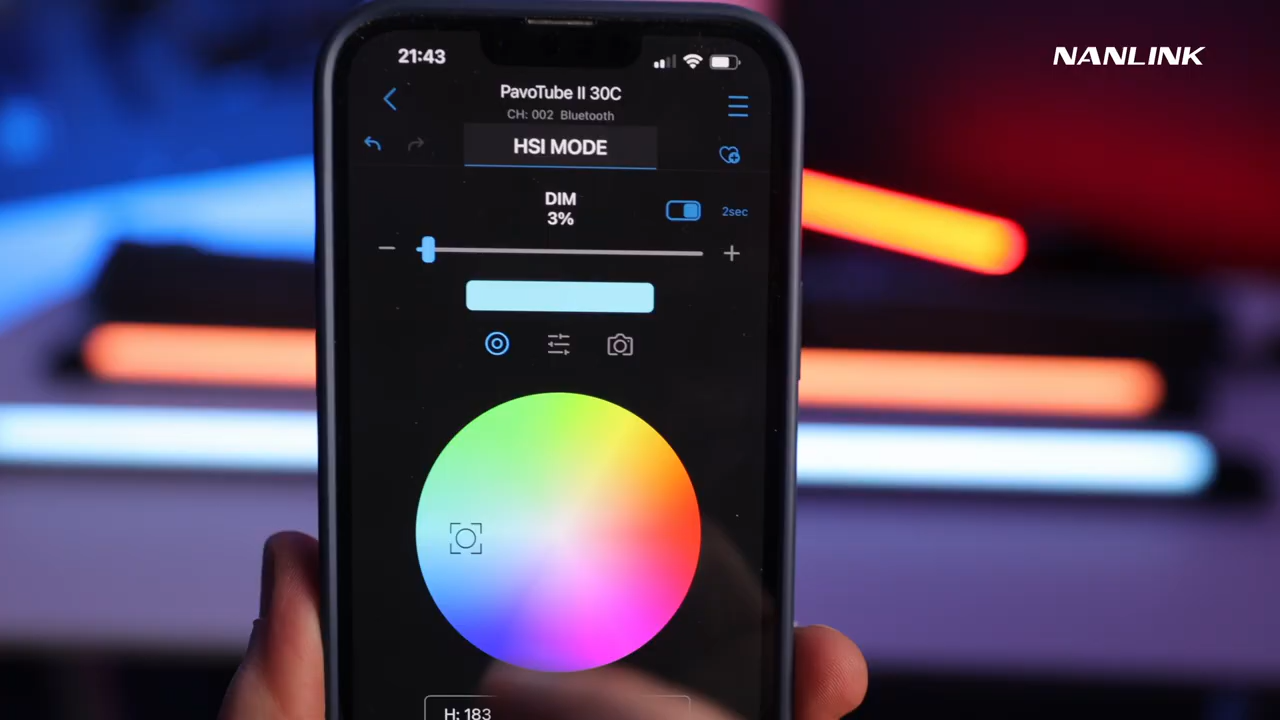 NANLINK
21:43
PavoTube II 30C
CH: 002 Bluetooth
HSI MODE
DIM
3%
2sec
H: 183